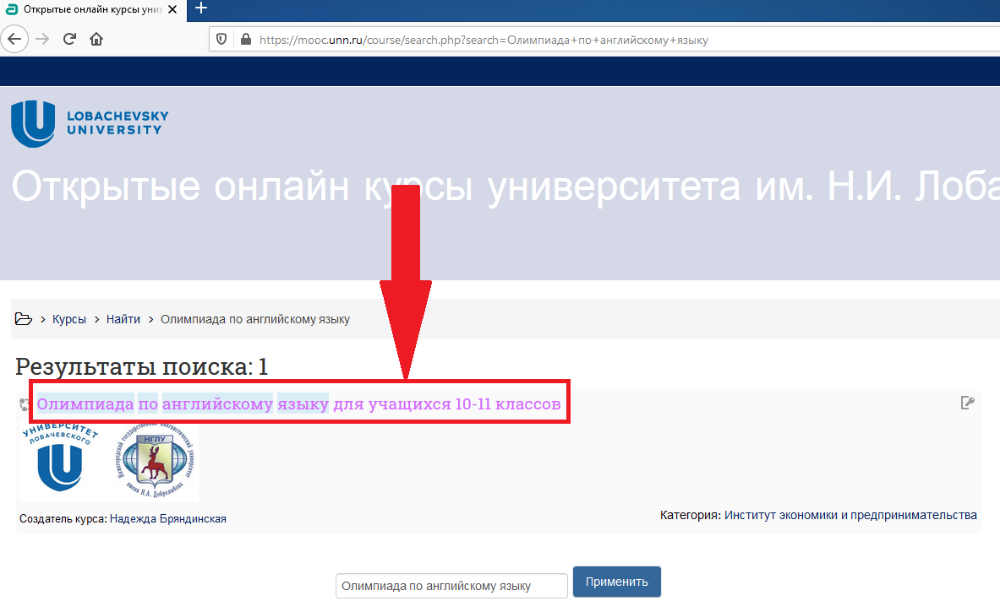 Открытые онлайн курсы унив
https://mooc.unn.ru/course/search.php?search=Олимпиада+по+английскому+языку
LOBACHEVSKY
UNIVERSITY
Открытые онлайн курсы университета им. Н.И. Лоба
> Курсы > Найти > Олимпиада по английскому языку
Результаты поиска: 1
Олимпиада по английскому языку для учащихся 10-11 классов
УНИВЕРСИТЕТ
ЛОБАЧЕВСКОГО
Нижегородский государственный лингвистический университет
НГЛУ
имени Н.А. Добролюбова
Создатель курса: Надежда Бряндинская
Категория: Институт экономики и предпринимательства
Олимпиада по английскому языку
Применить